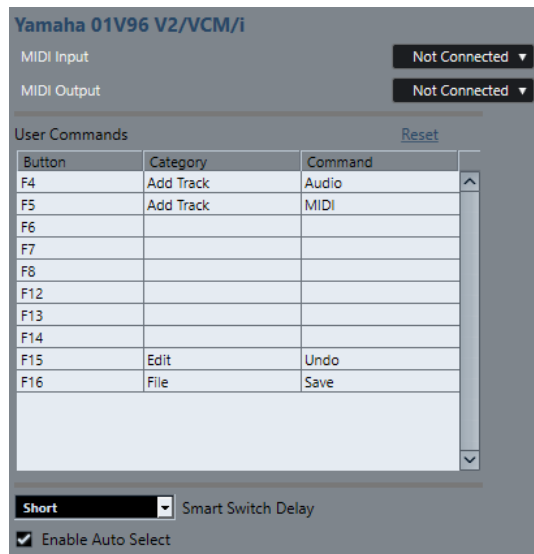 Yamaha 01V96 V2/VCM/i
MIDI Input Not Connected
MIDI Output Not Connected
User Commands Reset
Button Category Command
F4 Add Track Audio
F5 Add Track MIDI
F6
F7
F8
F12
F13
F14
F15 Edit Undo
F16 File Save
Short Smart Switch Delay
Enable Auto Select